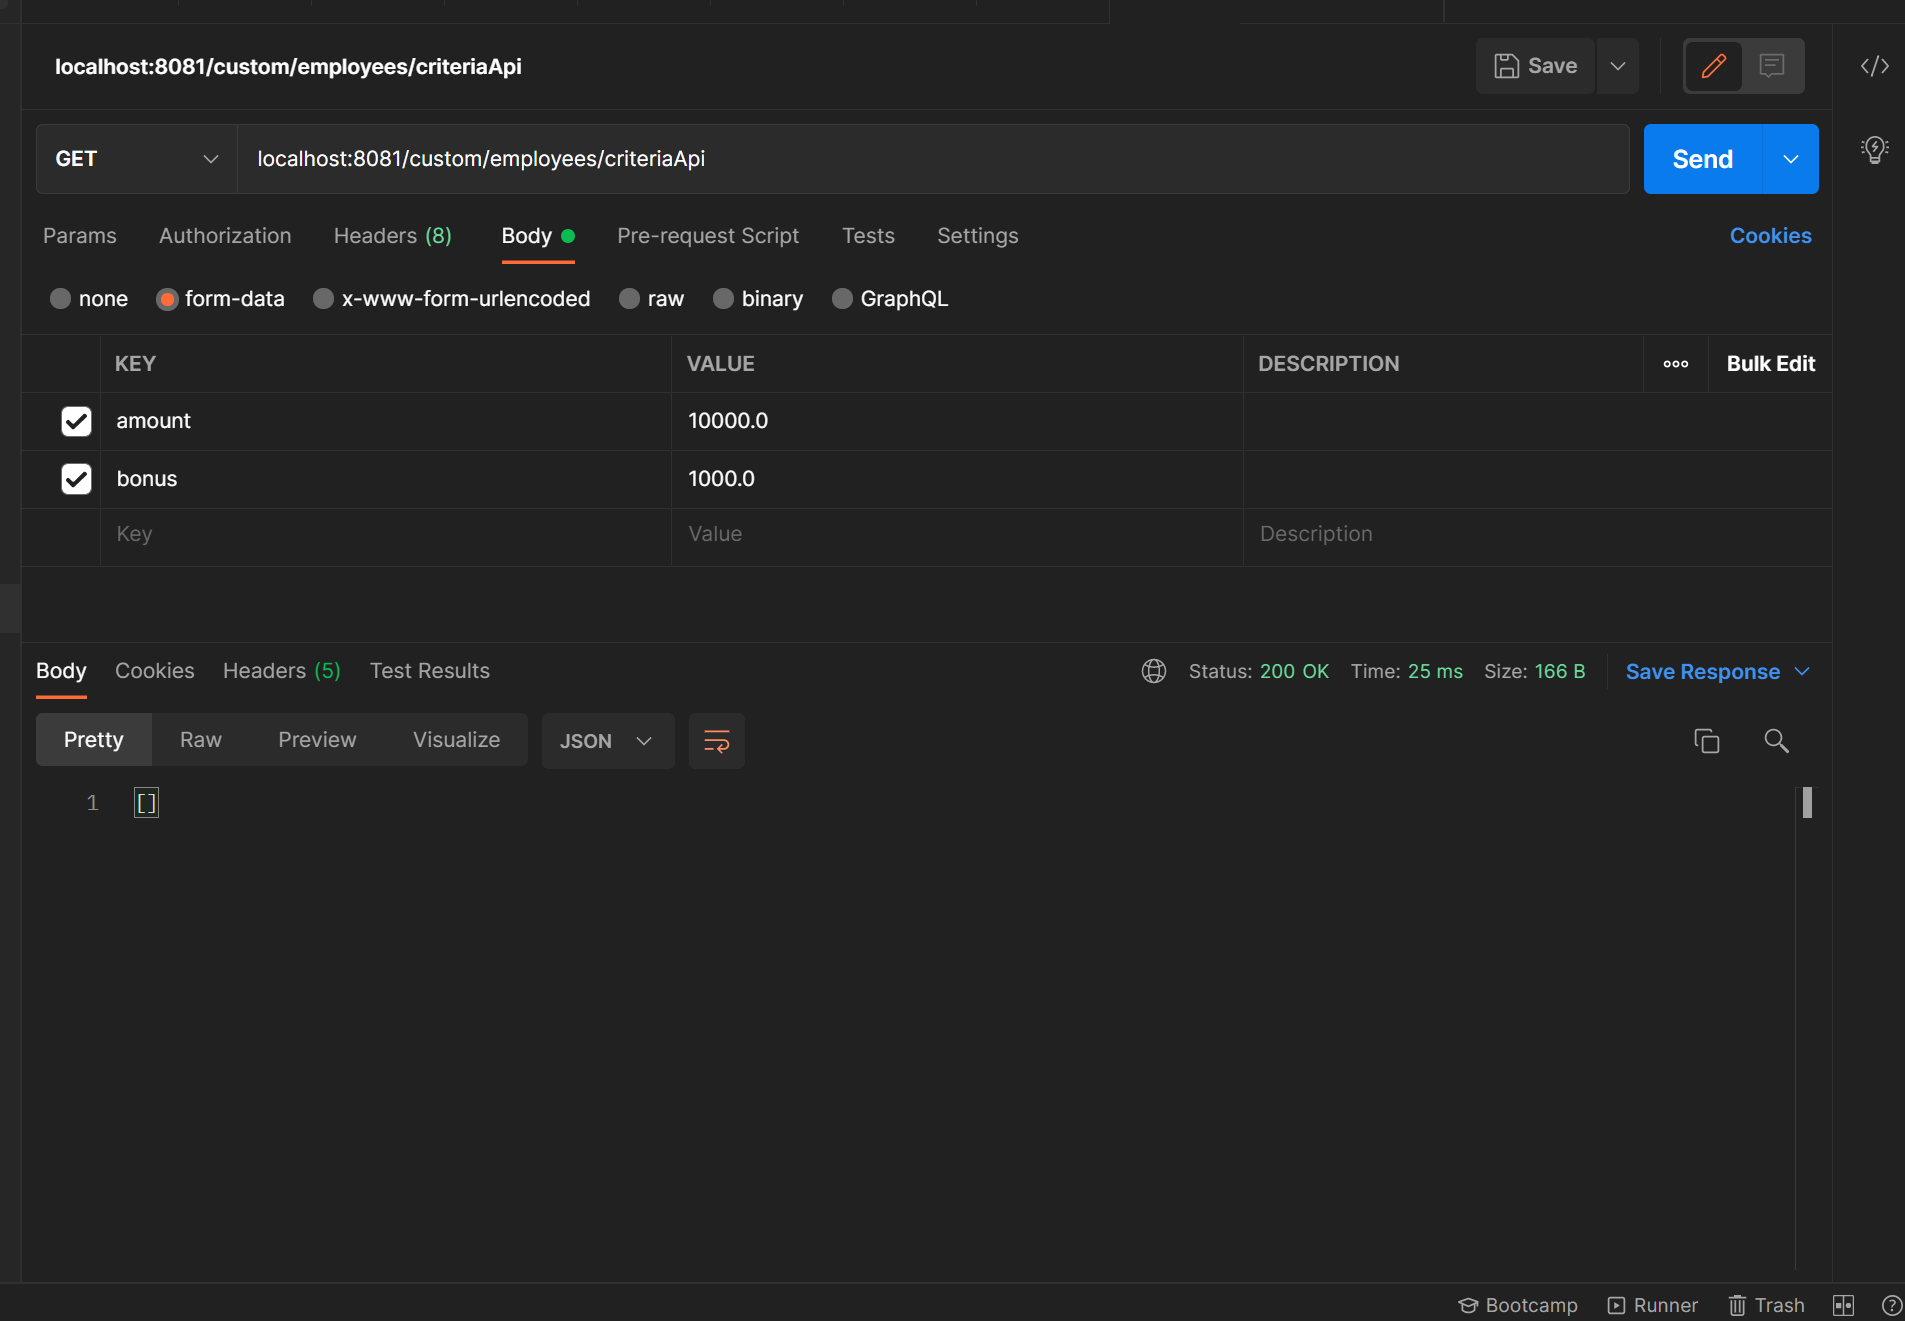 localhost:8081/custom/employees/criteriaApi
Save
GET
localhost:8081/custom/employees/criteriaApi
Send
Params Authorization Headers (8) Body Pre-request Script Tests Settings Cookies
none form-data x-www-form-urlencoded raw binary GraphQL
KEY VALUE DESCRIPTION Bulk Edit
amount 10000.0
bonus 1000.0
Key Value Description
Body Cookies Headers (5) Test Results Status: 200 OK Time: 25 ms Size: 166 B Save Response
Pretty Raw Preview Visualize JSON
1 []
Bootcamp Runner Trash